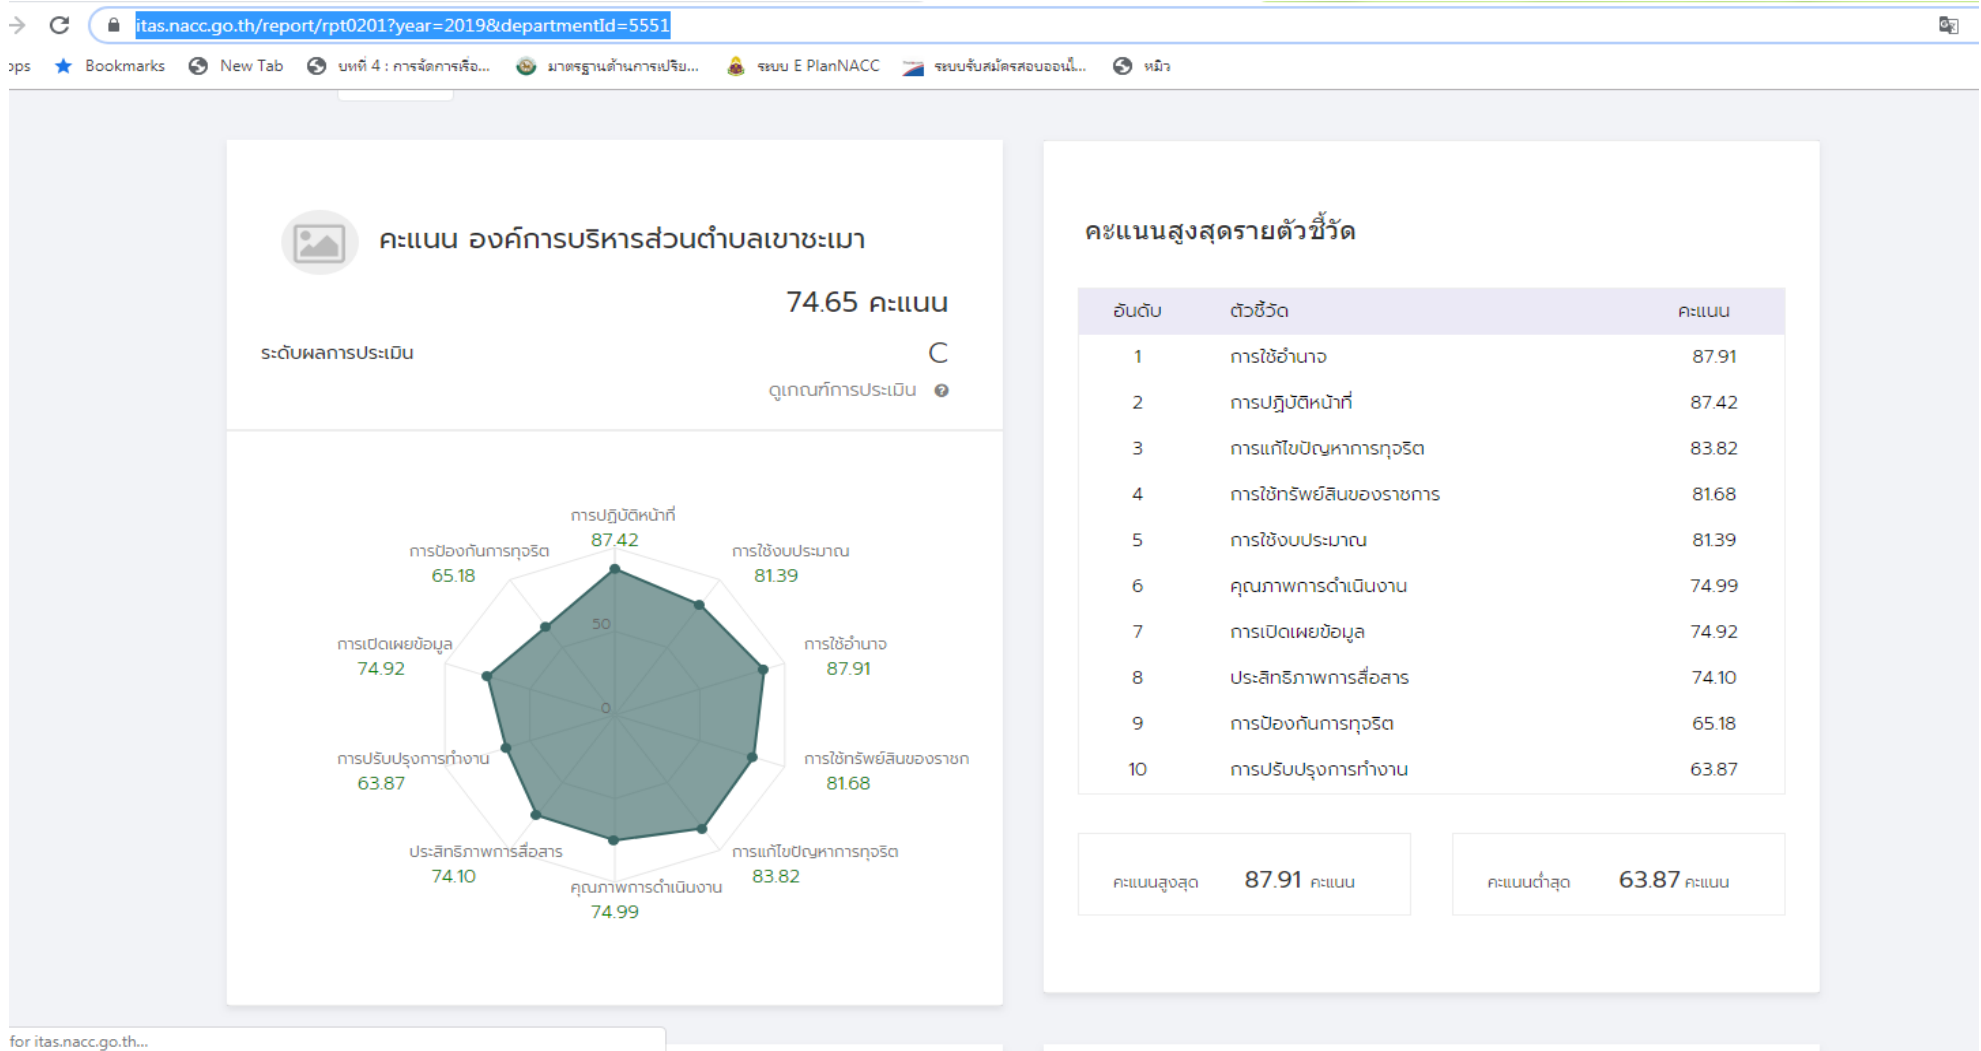 itas.nacc.go.th/report/rpt0201?year=2019&departmentId=5551
Bookmarks New Tab บทที่ 4 : การจัดการเรื่อ... มาตรฐานด้านการเปรีย... ระบบ E PlanNACC ระบบรับสมัครสอบออนไ... หมิว
คะแนน องค์การบริหารส่วนตำบลเขาชะเมา
74.65 คะแนน
ระดับผลการประเมิน C
ดูเกณฑ์การประเมิน
การปฏิบัติหน้าที่
87.42
การป้องกันการทุจริต
65.18
การใช้งบประมาณ
81.39
50
การเปิดเผยข้อมูล
74.92
การใช้อำนาจ
87.91
0
การปรับปรุงการทำงาน
63.87
การใช้ทรัพย์สินของราชก
81.68
ประสิทธิภาพการสื่อสาร
74.10
การแก้ไขปัญหาการทุจริต
83.82
คุณภาพการดำเนินงาน
74.99
คะแนนสูงสุดรายตัวชี้วัด
อันดับ ตัวชี้วัด คะแนน
1 การใช้อำนาจ 87.91
2 การปฏิบัติหน้าที่ 87.42
3 การแก้ไขปัญหาการทุจริต 83.82
4 การใช้ทรัพย์สินของราชการ 81.68
5 การใช้งบประมาณ 81.39
6 คุณภาพการดำเนินงาน 74.99
7 การเปิดเผยข้อมูล 74.92
8 ประสิทธิภาพการสื่อสาร 74.10
9 การป้องกันการทุจริต 65.18
10 การปรับปรุงการทำงาน 63.87
คะแนนสูงสุด 87.91 คะแนน
คะแนนต่ำสุด 63.87 คะแนน
for itas.nacc.go.th...